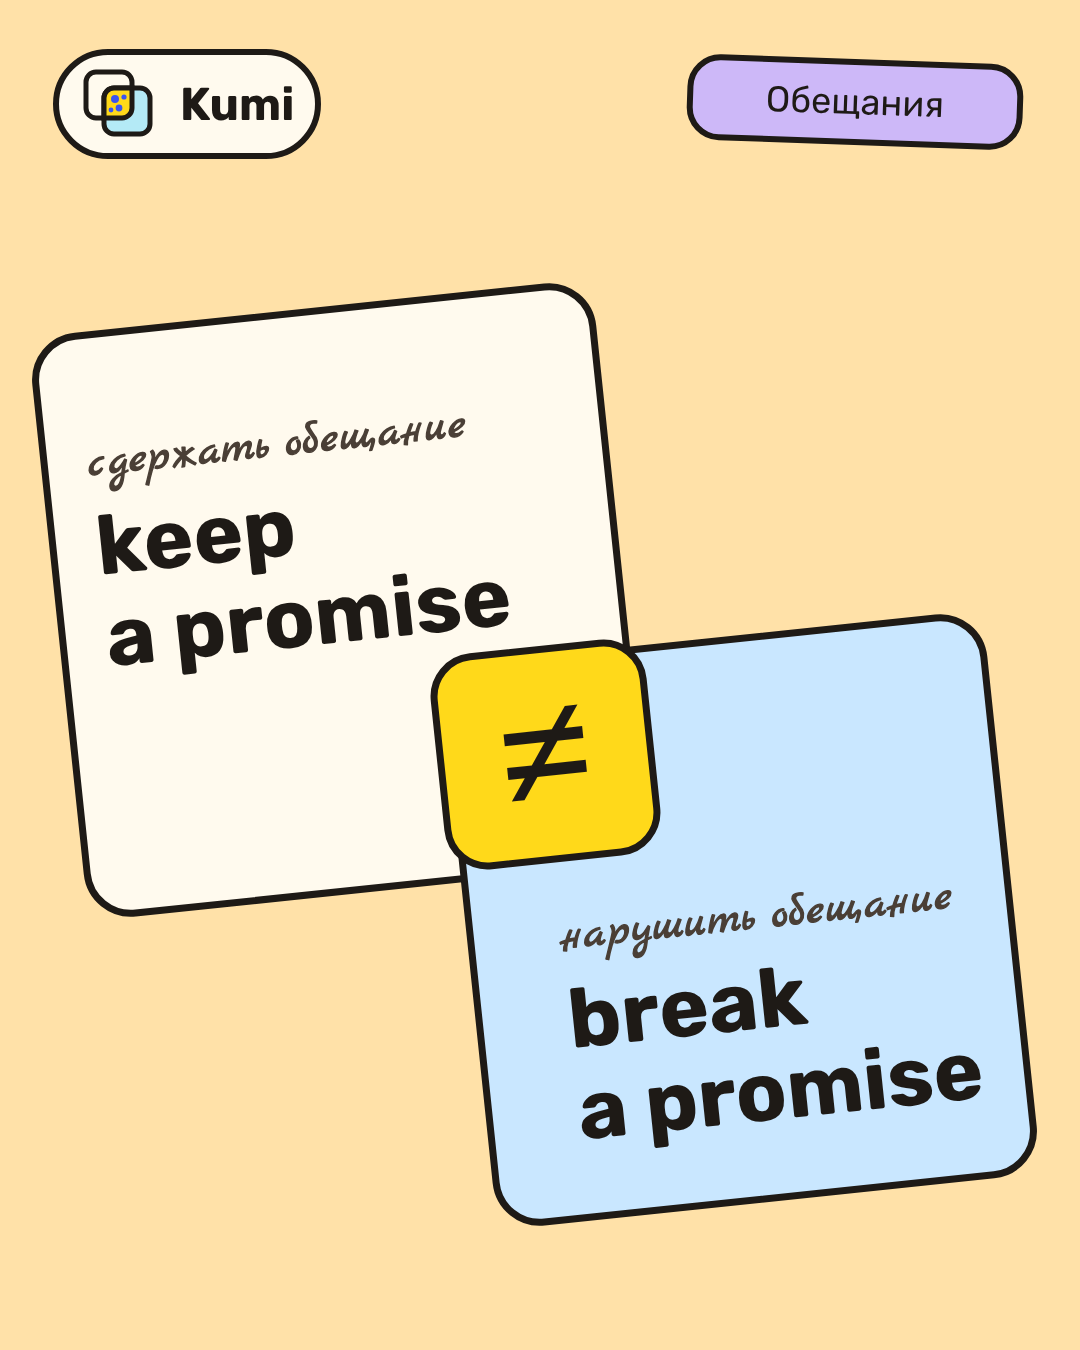 Kumi
Обещания
сдержать обещание
keep
a promise
≠
нарушить обещание
break
a promise